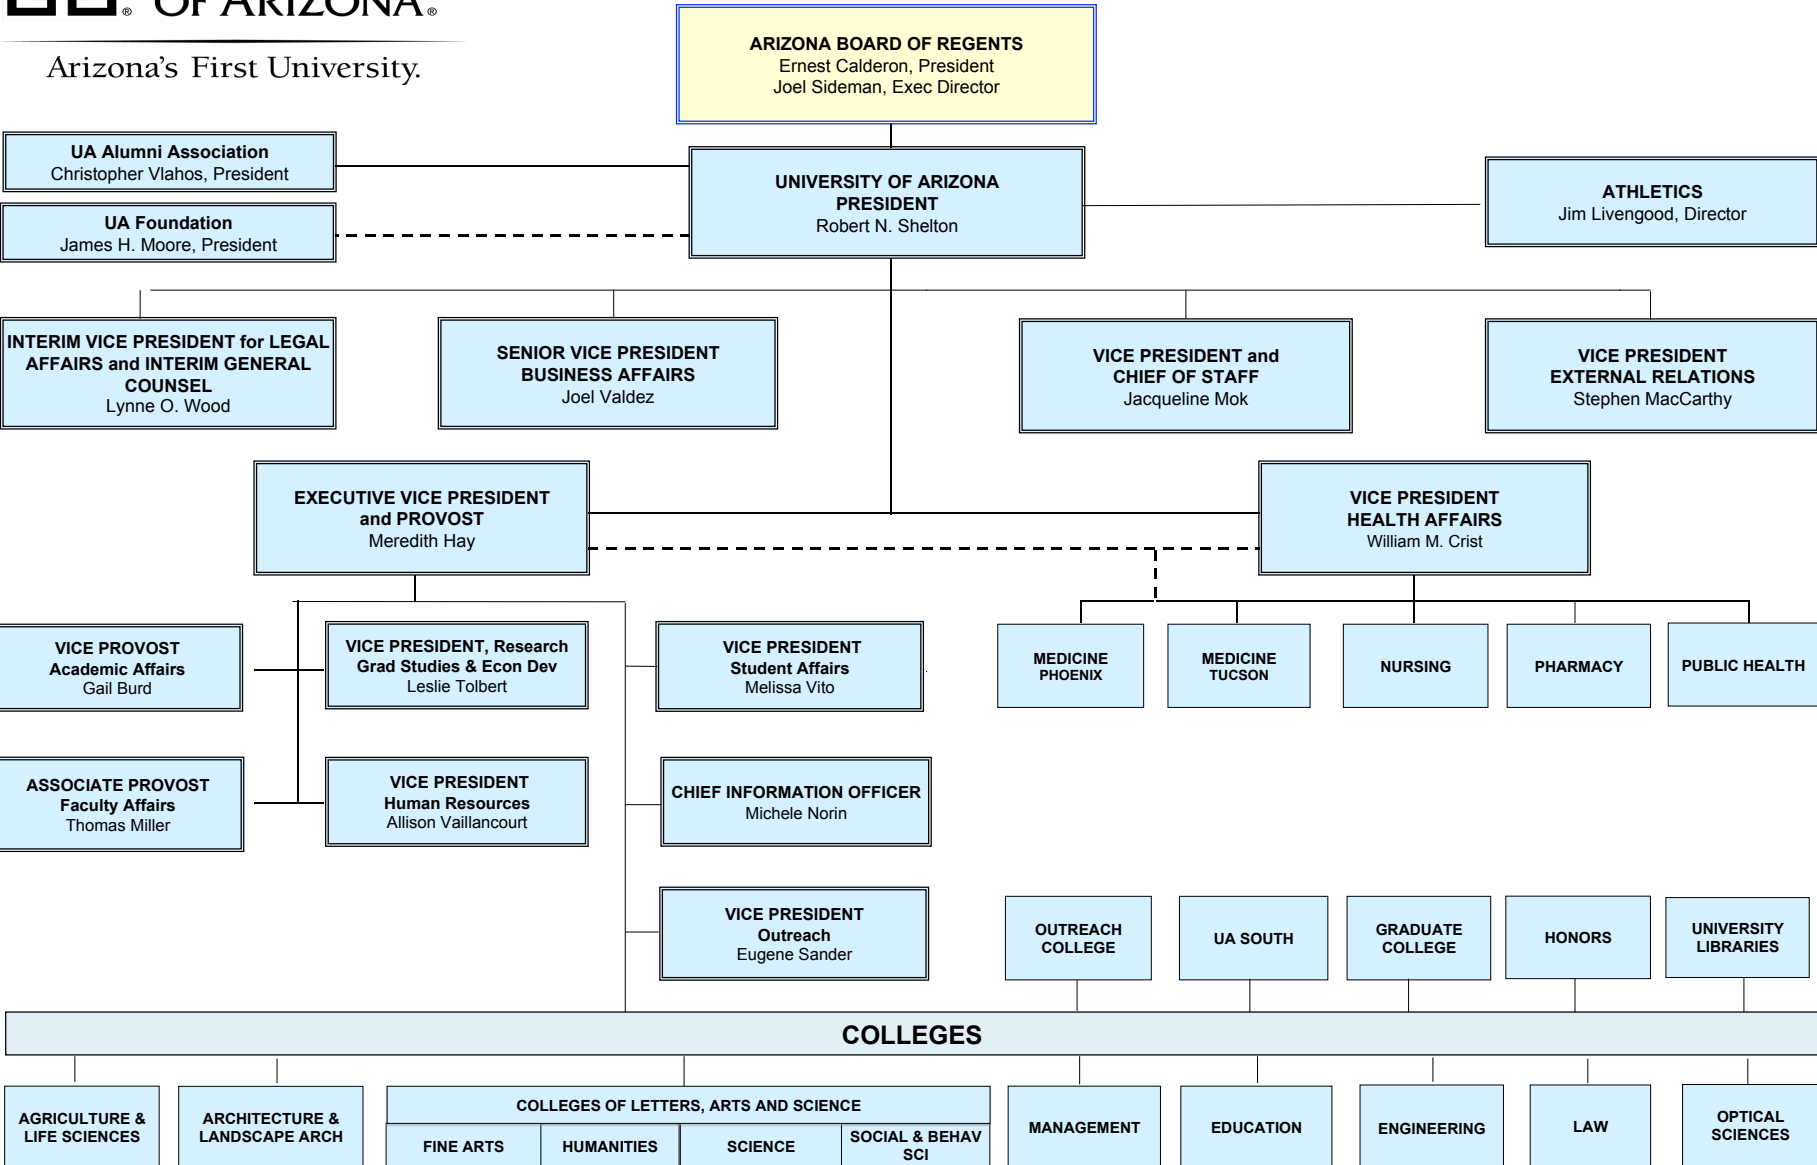 OF ARIZONA®
Arizona's First University.
ARIZONA BOARD OF REGENTS
Ernest Calderon, President
Joel Sideman, Exec Director
UA Alumni Association
Christopher Vlahos, President
UNIVERSITY OF ARIZONA
PRESIDENT
Robert N. Shelton
ATHLETICS
Jim Livengood, Director
UA Foundation
James H. Moore, President
INTERIM VICE PRESIDENT for LEGAL
AFFAIRS and INTERIM GENERAL
COUNSEL
Lynne O. Wood
SENIOR VICE PRESIDENT
BUSINESS AFFAIRS
Joel Valdez
VICE PRESIDENT and
CHIEF OF STAFF
Jacqueline Mok
VICE PRESIDENT
EXTERNAL RELATIONS
Stephen MacCarthy
EXECUTIVE VICE PRESIDENT
and PROVOST
Meredith Hay
VICE PRESIDENT
HEALTH AFFAIRS
William M. Crist
VICE PROVOST
Academic Affairs
Gail Burd
VICE PRESIDENT, Research
Grad Studies & Econ Dev
Leslie Tolbert
VICE PRESIDENT
Student Affairs
Melissa Vito
MEDICINE
PHOENIX
MEDICINE
TUCSON
NURSING
PHARMACY
PUBLIC HEALTH
ASSOCIATE PROVOST
Faculty Affairs
Thomas Miller
VICE PRESIDENT
Human Resources
Allison Vaillancourt
CHIEF INFORMATION OFFICER
Michele Norin
VICE PRESIDENT
Outreach
Eugene Sander
OUTREACH
COLLEGE
UA SOUTH
GRADUATE
COLLEGE
HONORS
UNIVERSITY
LIBRARIES
COLLEGES
AGRICULTURE &
LIFE SCIENCES
ARCHITECTURE &
LANDSCAPE ARCH
COLLEGES OF LETTERS, ARTS AND SCIENCE
FINE ARTS
HUMANITIES
SCIENCE
SOCIAL & BEHAV
SCI
MANAGEMENT
EDUCATION
ENGINEERING
LAW
OPTICAL
SCIENCES